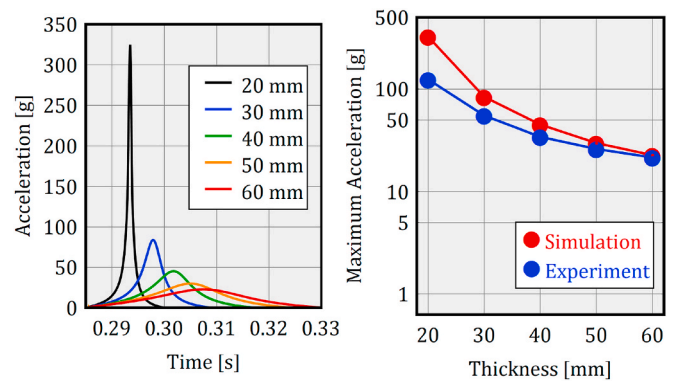 350
300
250
200
150
100
50
0
Acceleration [g]
20 mm
30 mm
40 mm
50 mm
60 mm
0.29 0.30 0.31 0.32 0.33
Time [s]
500
100
50
10
5
1
Maximum Acceleration [g]
Simulation
Experiment
20 30 40 50 60
Thickness [mm]